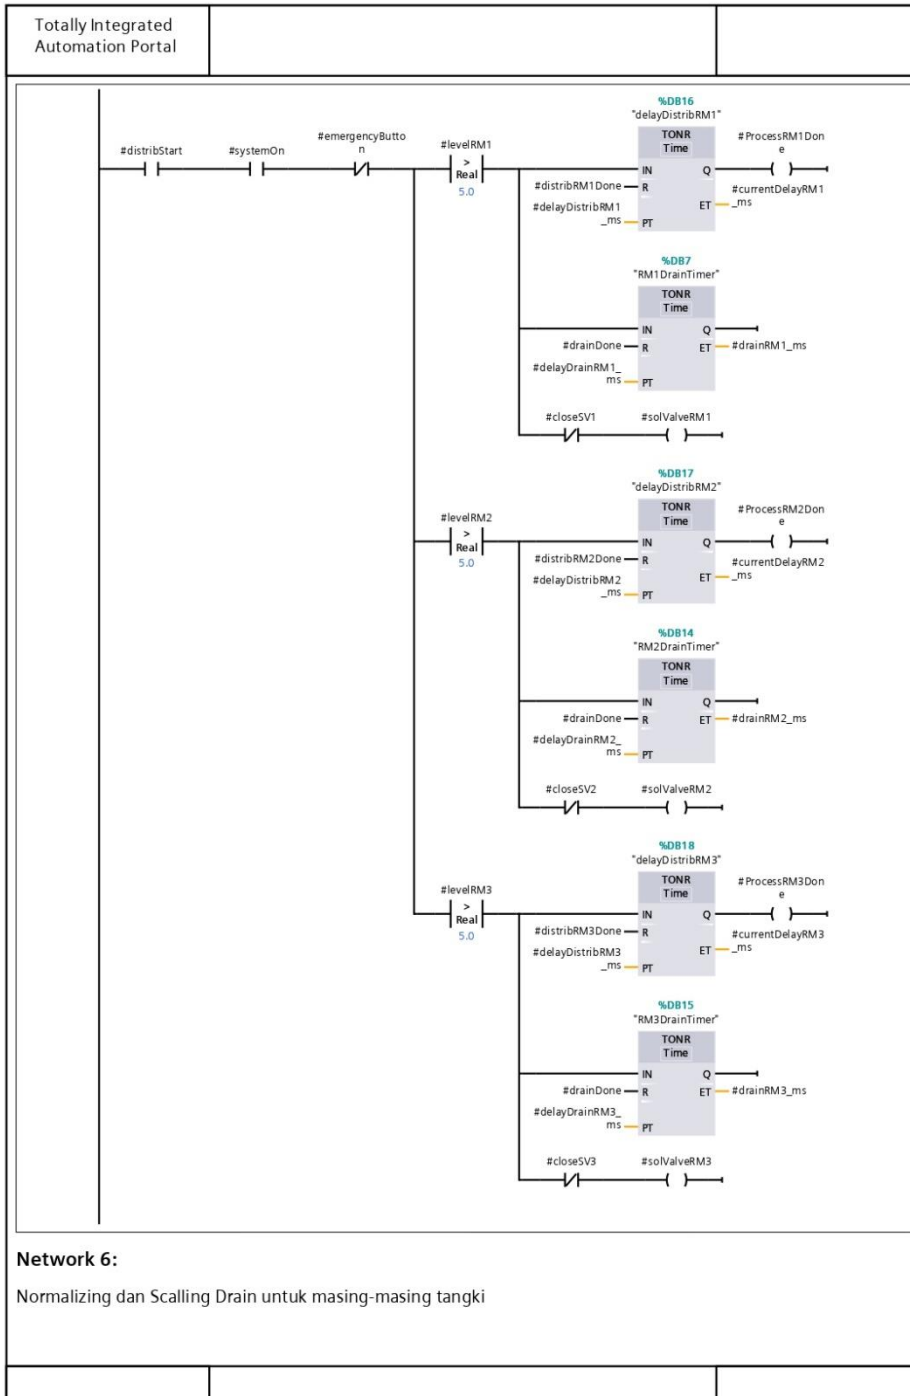 Totally Integrated
Automation Portal
%DB16
"delayDistribRM1"
#distribStart
#systemOn
#emergencyButto
n
#levelRM1
>
Real
5.0
TONR
Time
IN
Q
#ProcessRM1Don
e
#distribRM1Done
R
#delayDistribRM1
_ms
PT
ET
#currentDelayRM1
_ms
%DB7
"RM1DrainTimer"
TONR
Time
IN
Q
#drainDone
R
ET
#drainRM1_ms
#delayDrainRM1_
ms
PT
#closeSV1
#solValveRM1
%DB17
"delayDistribRM2"
#levelRM2
>
Real
5.0
TONR
Time
IN
Q
#ProcessRM2Don
e
#distribRM2Done
R
#delayDistribRM2
_ms
PT
ET
#currentDelayRM2
_ms
%DB14
"RM2DrainTimer"
TONR
Time
IN
Q
#drainDone
R
ET
#drainRM2_ms
#delayDrainRM2_
ms
PT
#closeSV2
#solValveRM2
%DB18
"delayDistribRM3"
#levelRM3
>
Real
5.0
TONR
Time
IN
Q
#ProcessRM3Don
e
#distribRM3Done
R
#delayDistribRM3
_ms
PT
ET
#currentDelayRM3
_ms
%DB15
"RM3DrainTimer"
TONR
Time
IN
Q
#drainDone
R
ET
#drainRM3_ms
#delayDrainRM3_
ms
PT
#closeSV3
#solValveRM3
Network 6:
Normalizing dan Scalling Drain untuk masing-masing tangki